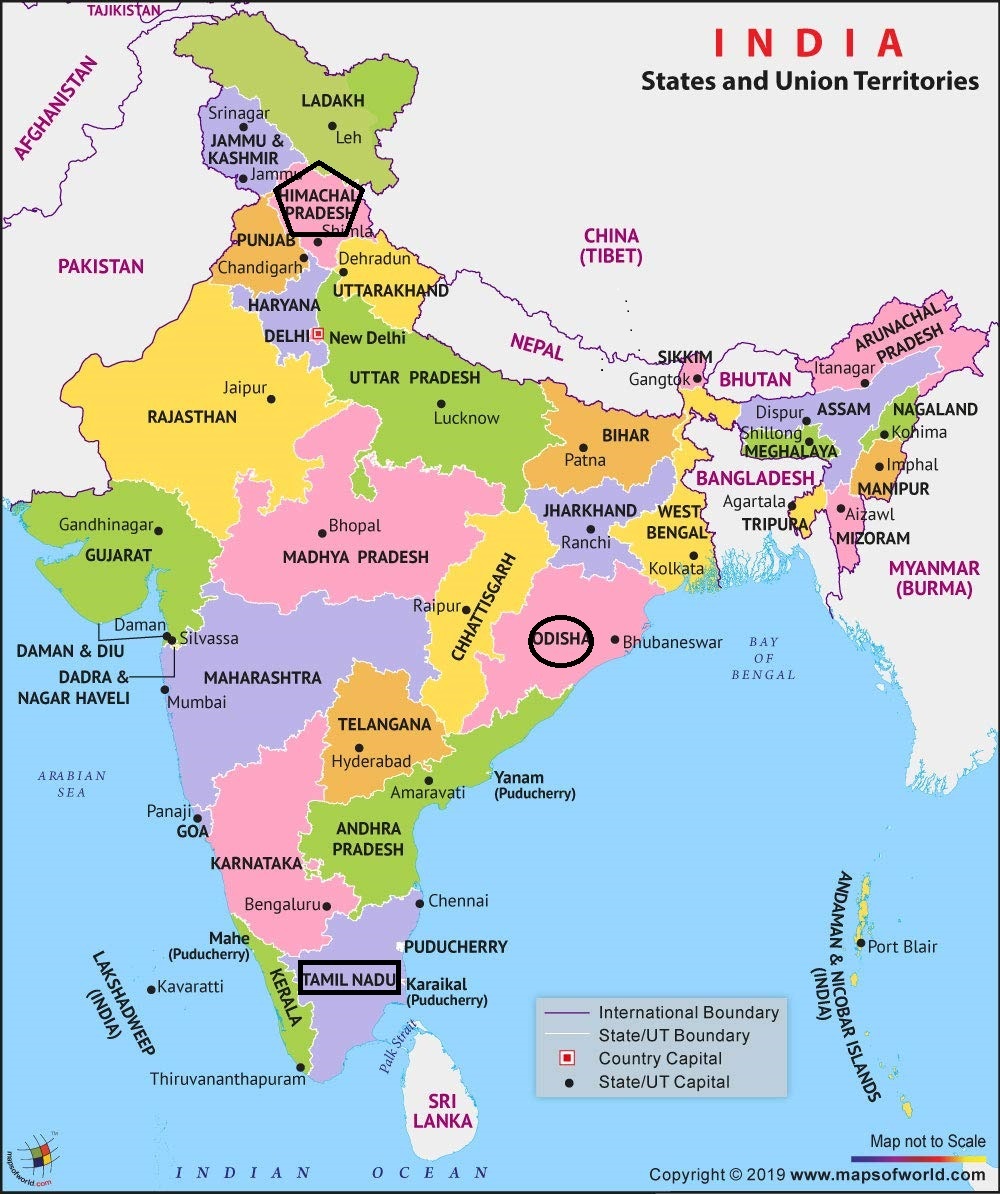 TAJIKISTAN
INDIA
States and Union Territories
AFGHANISTAN
LADAKH
Leh
Srinagar
JAMMU &
KASHMIR
Jammu
HIMACHAL
PRADESH
Shimla
PUNJAB
Chandigarh
Dehradun
UTTARAKHAND
PAKISTAN
CHINA
(TIBET)
HARYANA
DELHI
New Delhi
NEPAL
UTTAR PRADESH
Lucknow
Jaipur
RAJASTHAN
SIKKIM
Gangtok
BHUTAN
ARUNACHAL
PRADESH
Itanagar
Dispur
ASSAM
NAGALAND
Kohima
Shillong
MEGHALAYA
BIHAR
Patna
BANGLADESH
Imphal
MANIPUR
Agartala
TRIPURA
Aizawl
MIZORAM
MYANMAR
(BURMA)
Gandhinagar
GUJARAT
Bhopal
MADHYA PRADESH
JHARKHAND
Ranchi
WEST
BENGAL
Kolkata
Raipur
CHHATTISGARH
ODISHA
Bhubaneswar
BAY
OF
BENGAL
Daman
Silvassa
DAMAN & DIU
DADRA &
NAGAR HAVELI
MAHARASHTRA
Mumbai
TELANGANA
Hyderabad
ARABIAN
SEA
Amaravati
Yanam
(Puducherry)
Panaji
GOA
ANDHRA
PRADESH
KARNATAKA
Bengaluru
Chennai
Mahe
(Puducherry)
PUDUCHERRY
TAMIL NADU
Karaikal
(Puducherry)
KERALA
LAKSHADWEEP
(INDIA)
Kavaratti
Thiruvananthapuram
Palk Strait
SRI
LANKA
ANDAMAN & NICOBAR ISLANDS
(INDIA)
Port Blair
International Boundary
State/UT Boundary
Country Capital
State/UT Capital
INDIAN OCEAN
Map not to Scale
Copyright © 2019 www.mapsofworld.com
mapsofworld.com
TM